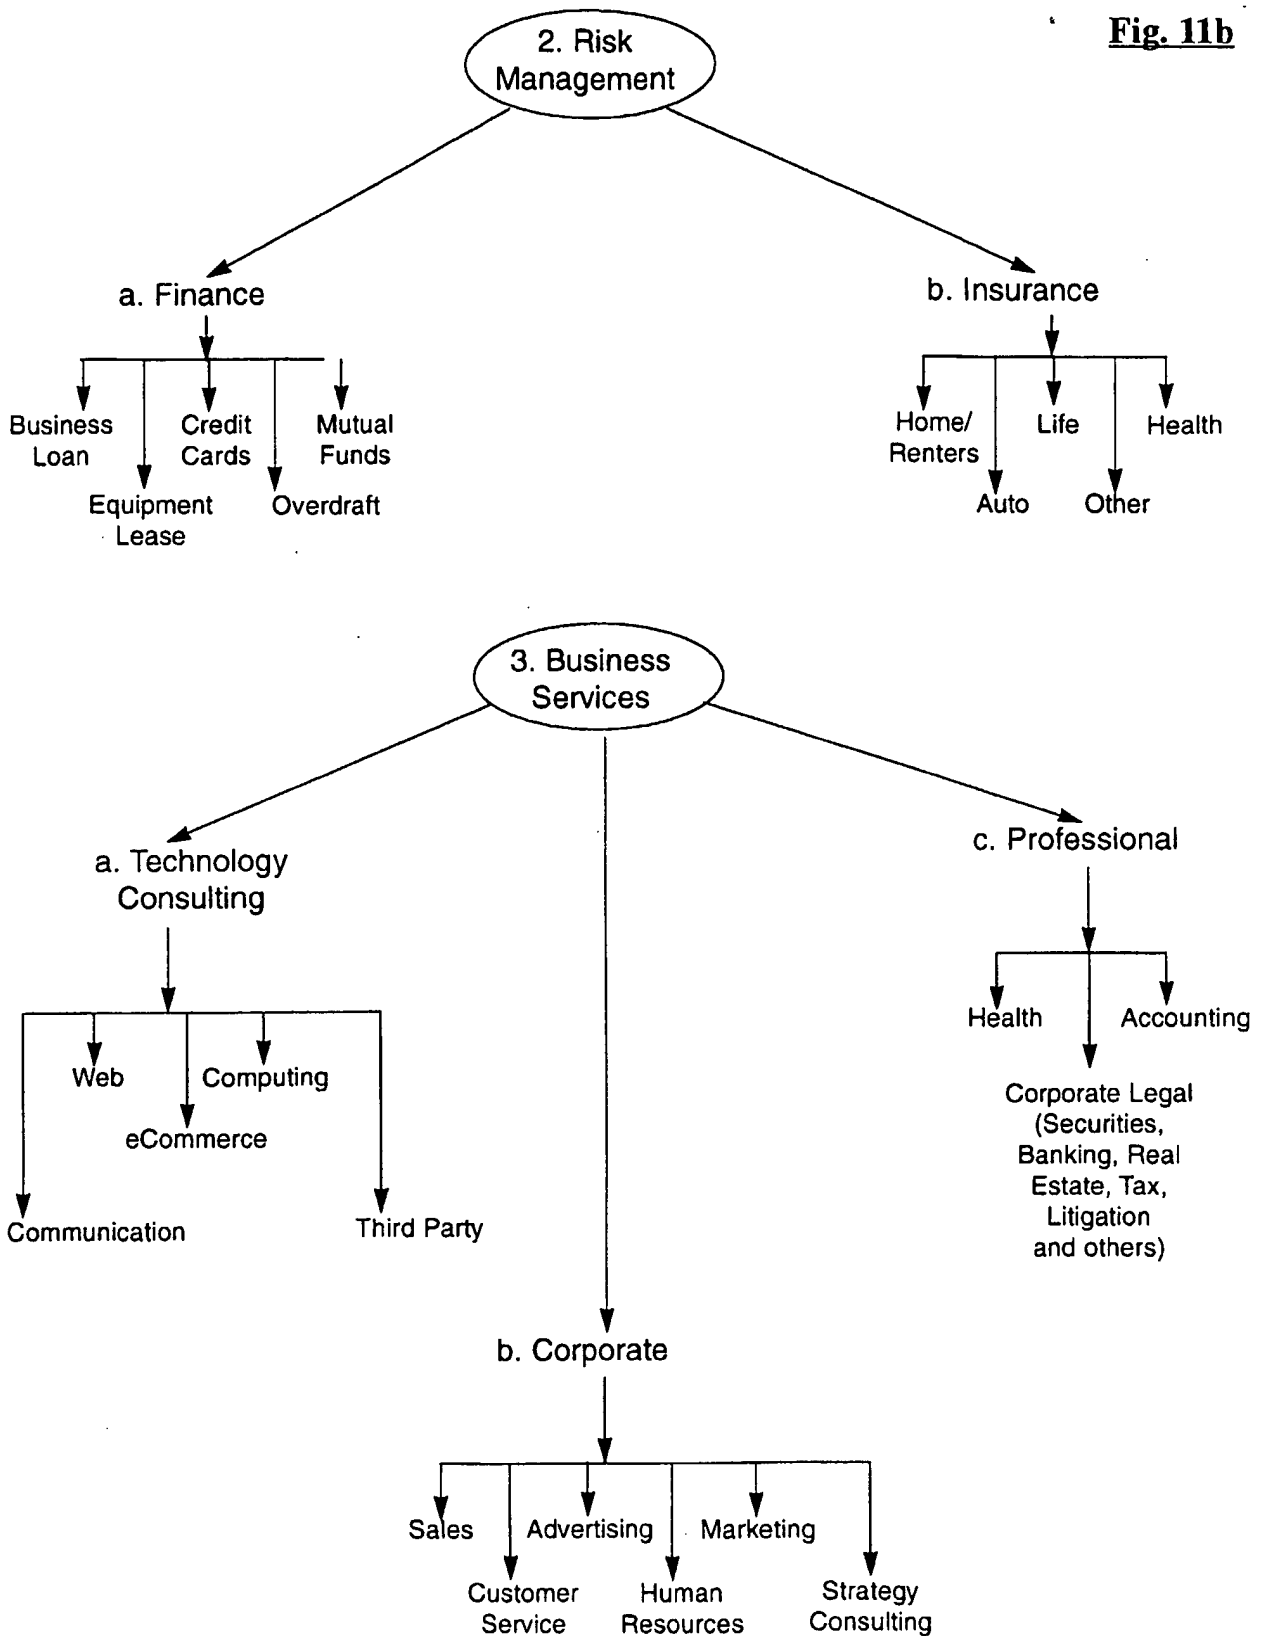 Fig. 11b
2. Risk
Management
a. Finance
b. Insurance
Business
Loan
Credit
Cards
Mutual
Funds
Equipment
Lease
Overdraft
Home/
Renters
Life
Health
Auto
Other
3. Business
Services
a. Technology
Consulting
c. Professional
Web
Computing
eCommerce
Communication
Third Party
Health
Accounting
Corporate Legal
(Securities,
Banking, Real
Estate, Tax,
Litigation
and others)
b. Corporate
Sales
Advertising
Marketing
Customer
Service
Human
Resources
Strategy
Consulting